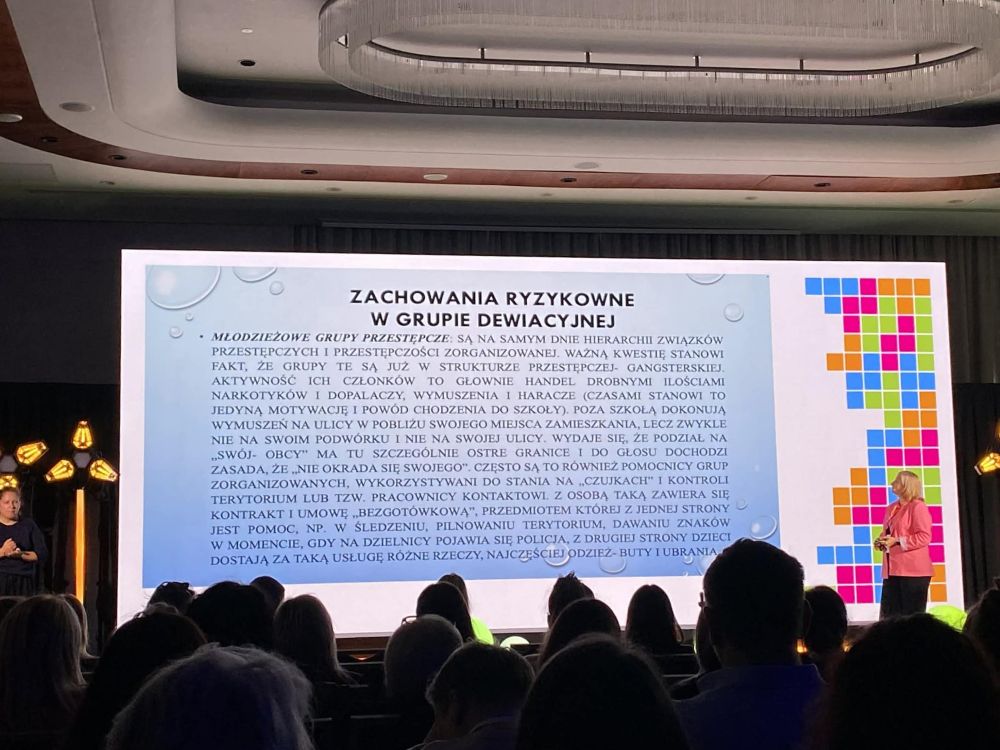 ZACHOWANIA RYZYKOWNE
W GRUPIE DEWIACYJNEJ
• MŁODZIEŻOWE GRUPY PRZESTĘPCZE: SĄ NA SAMYM DNIE HIERARCHII ZWIĄZKÓW
PRZESTĘPCZYCH I PRZESTĘPCZOŚCI ZORGANIZOWANEJ. WAŻNĄ KWESTIĘ STANOWI
FAKT, ŻE GRUPY TE SĄ JUŻ W STRUKTURZE PRZESTĘPCZEJ- GANGSTERSKIEJ.
AKTYWNOŚĆ ICH CZŁONKÓW TO GŁOWNIE HANDEL DROBNYMI ILOŚCIAMI
NARKOTYKÓW I DOPALACZY, WYMUSZENIA I HARACZE (CZASAMI STANOWI TO
JEDYNĄ MOTYWACJĘ I POWÓD CHODZENIA DO SZKOŁY). POZA SZKOŁĄ DOKONUJĄ
WYMUSZEŃ NA ULICY W POBLIŻU SWOJEGO MIEJSCA ZAMIESZKANIA, LECZ ZWYKLE
NIE NA SWOIM PODWÓRKU I NIE NA SWOJEJ ULICY. WYDAJE SIĘ, ŻE PODZIAŁ NA
„SWÓJ- OBCY” MA TU SZCZEGÓLNIE OSTRE GRANICE I DO GŁOSU DOCHODZI
ZASADA, ŻE „NIE OKRADA SIĘ SWOJEGO”. CZĘSTO SĄ TO RÓWNIEŻ POMOCNICY GRUP
ZORGANIZOWANYCH, WYKORZYSTYWANI DO STANIA NA „CZUJKACH” I KONTROLI
TERYTORIUM LUB TZW. PRACOWNICY KONTAKTOWI. Z OSOBĄ TAKĄ ZAWIERA SIĘ
KONTRAKT I UMOWĘ „BEZGOTÓWKOWĄ”, PRZEDMIOTEM KTÓREJ Z JEDNEJ STRONY
JEST POMOC, NP. W ŚLEDZENIU, PILNOWANIU TERYTORIUM, DAWANIU ZNAKÓW
W MOMENCIE, GDY NA DZIELNICY POJAWIA SIĘ POLICJA, Z DRUGIEJ STRONY DZIECI
DOSTAJĄ ZA TAKĄ USŁUGĘ RÓŻNE RZECZY, NAJCZĘŚCIEJ ODZIEŻ- BUTY I UBRANIA.